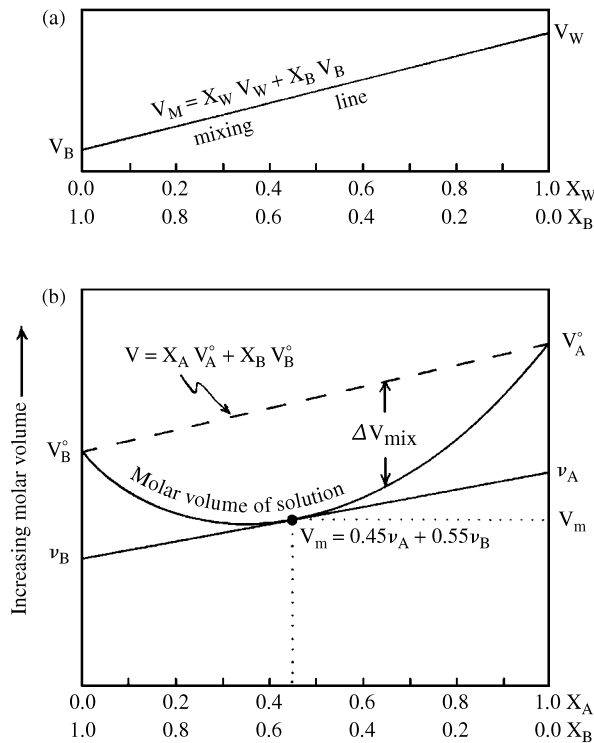 (a)
V_W
V_M = X_W V_W + X_B V_B
mixing line
V_B
0.0 0.2 0.4 0.6 0.8 1.0 X_W
1.0 0.8 0.6 0.4 0.2 0.0 X_B
(b)
Increasing molar volume
V = X_A V°_A + X_B V°_B
V°_A
V°_B
ΔV_mix
Molar volume of solution
ν_A
V_m
V_m = 0.45ν_A + 0.55ν_B
ν_B
0.0 0.2 0.4 0.6 0.8 1.0 X_A
1.0 0.8 0.6 0.4 0.2 0.0 X_B